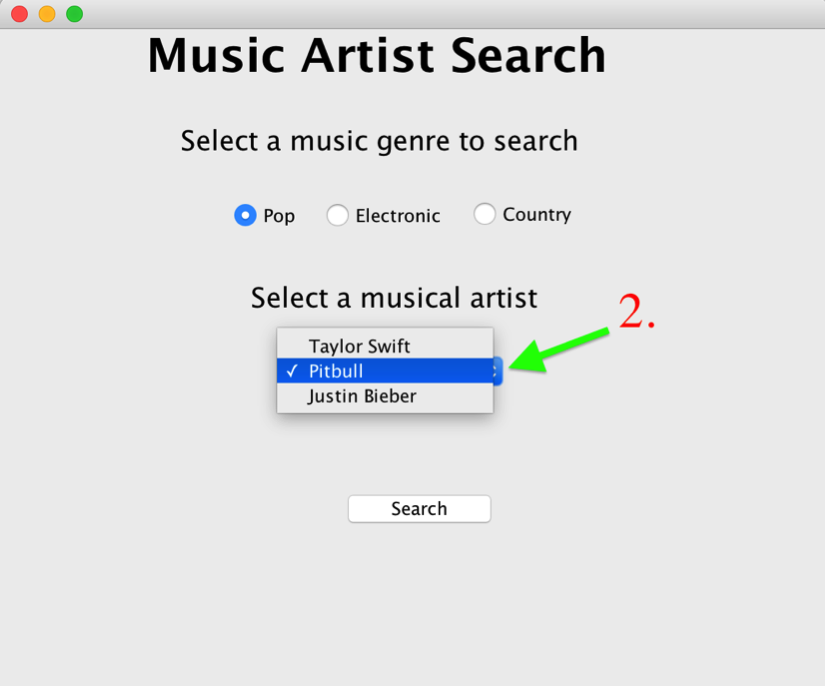 Music Artist Search
Select a music genre to search
Pop Electronic Country
Select a musical artist
2.
Taylor Swift
✓ Pitbull
Justin Bieber
Search